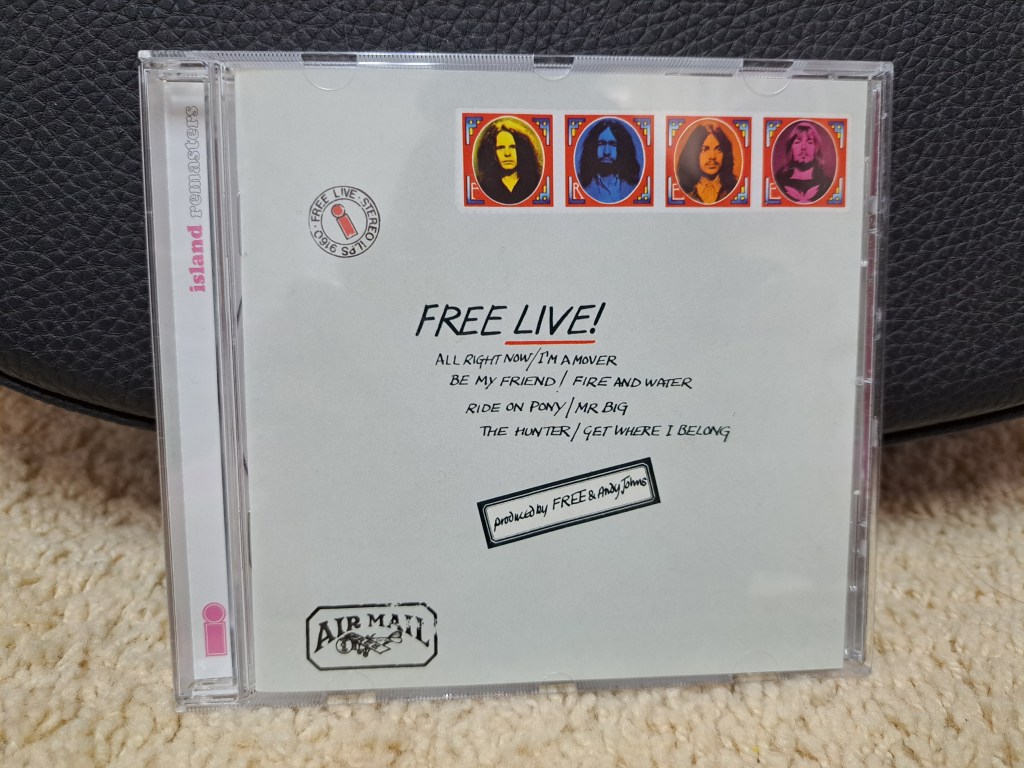 island remasters
F R E E
FREE LIVE · STEREO ILPS 9160 ·
i
FREE LIVE!
ALL RIGHT NOW/I'M A MOVER
BE MY FRIEND/ FIRE AND WATER
RIDE ON PONY/MR BIG
THE HUNTER/GET WHERE I BELONG
produced by FREE & Andy Johns
AIR MAIL